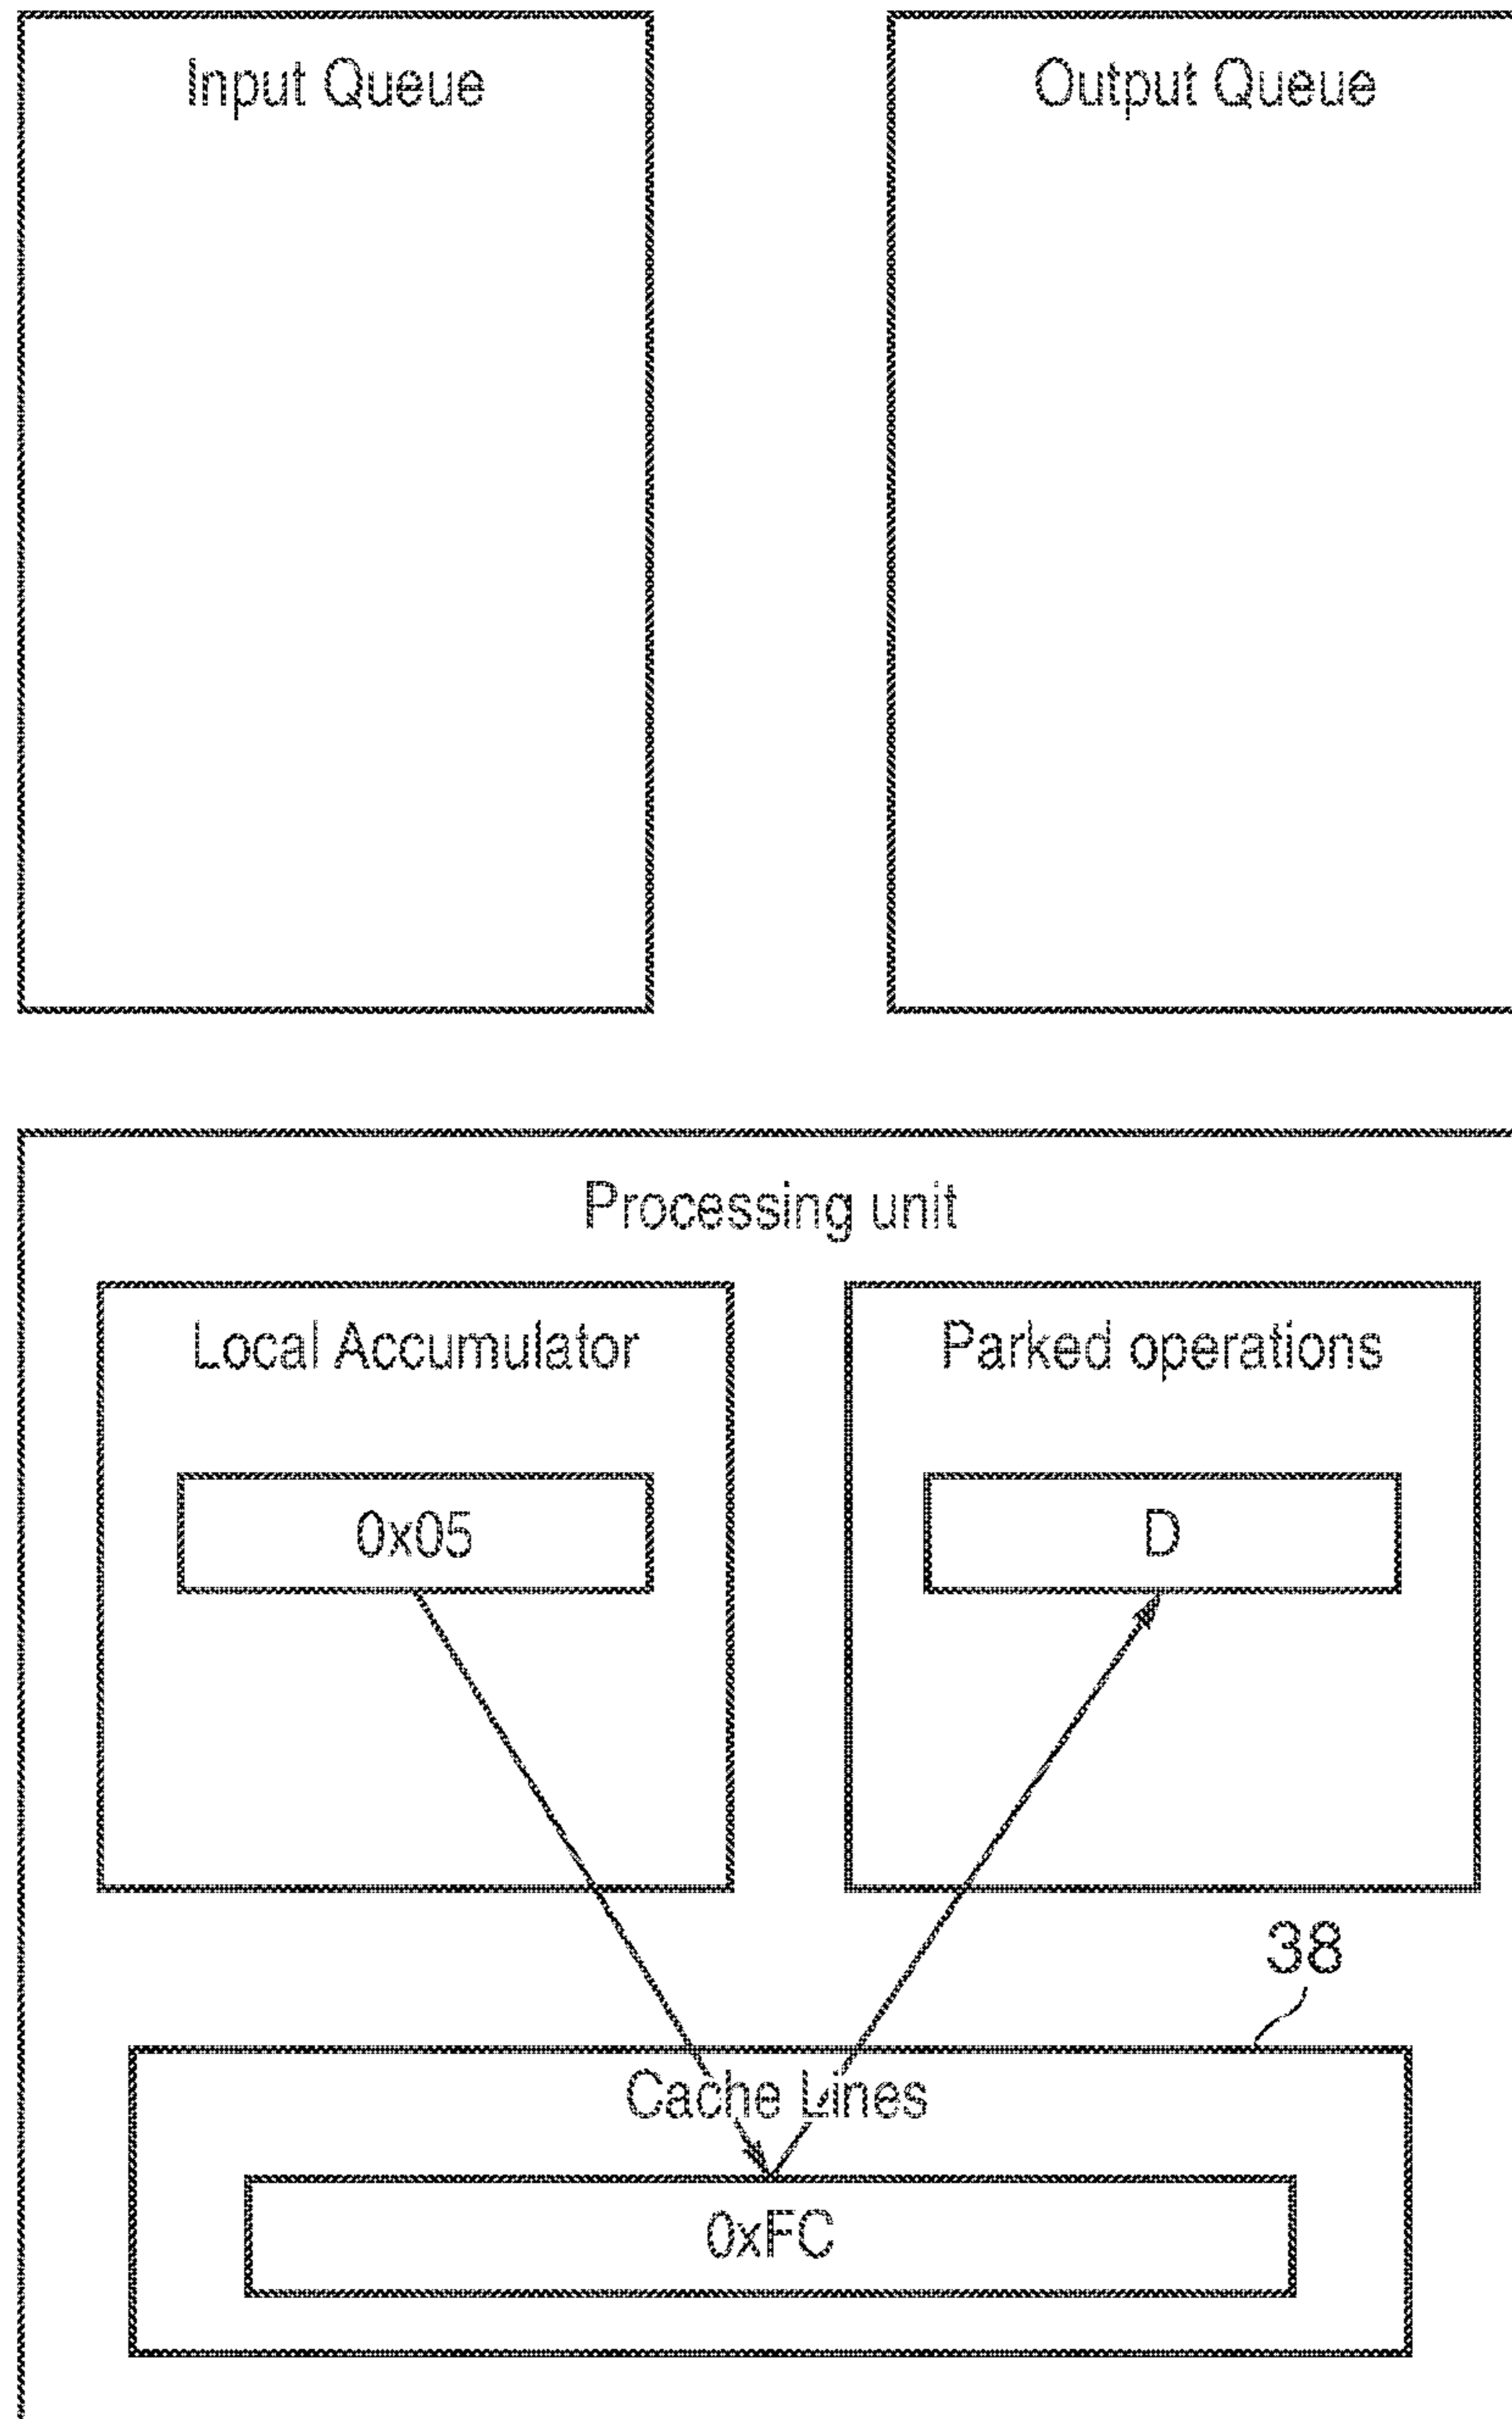 Input Queue
Output Queue
Processing unit
Local Accumulator
Parked operations
0x05
D
38
Cache Lines
0xFC